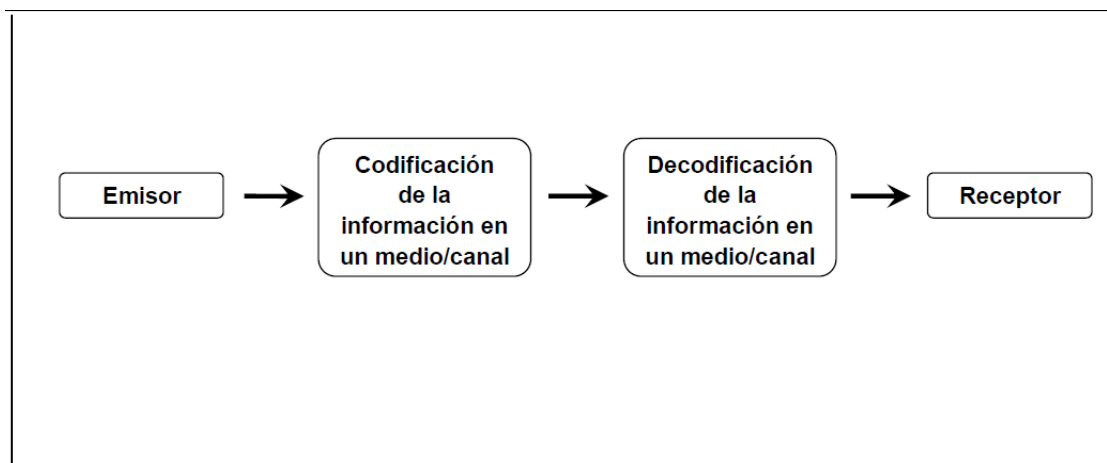 Emisor
Codificación
de la
información en
un medio/canal
Decodificación
de la
información en
un medio/canal
Receptor